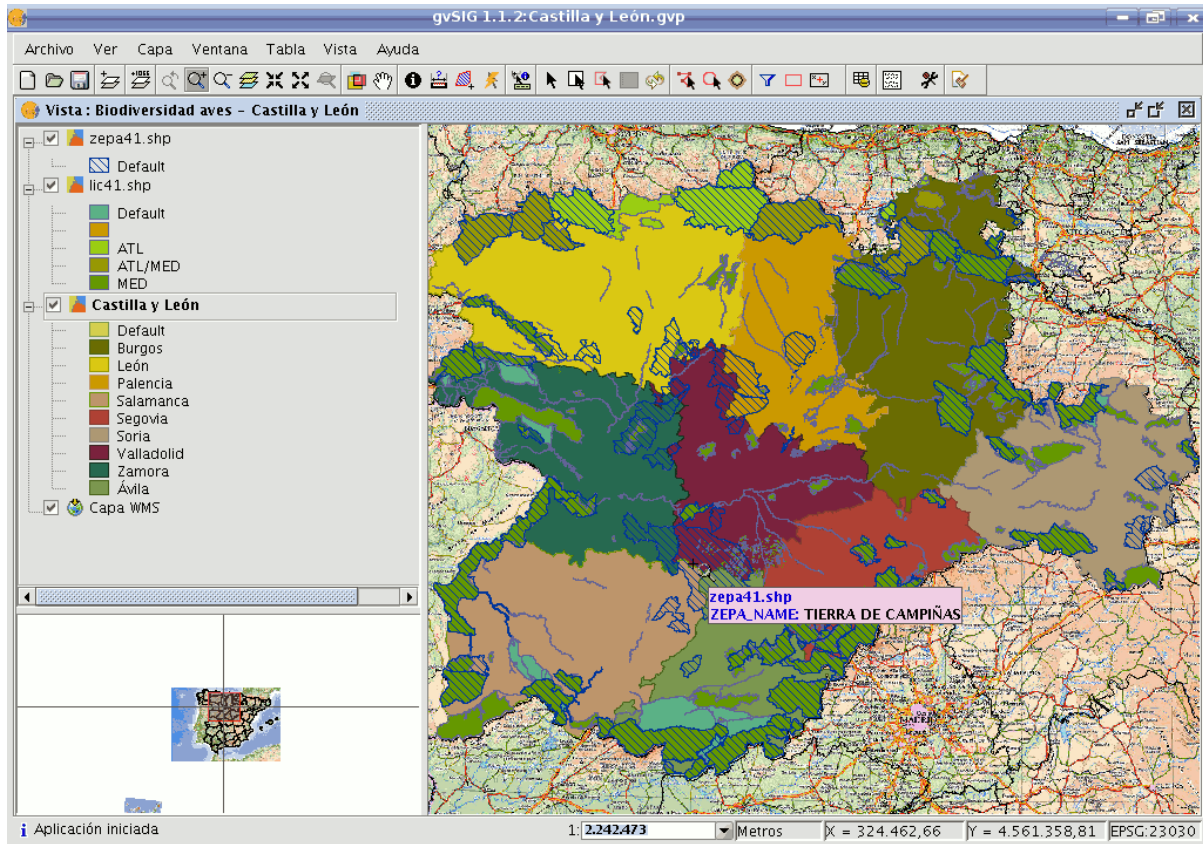 gvSIG 1.1.2:Castilla y León.gvp
Archivo Ver Capa Ventana Tabla Vista Ayuda
Vista : Biodiversidad aves - Castilla y León
zepa41.shp
Default
lic41.shp
Default
ATL
ATL/MED
MED
Castilla y León
Default
Burgos
León
Palencia
Salamanca
Segovia
Soria
Valladolid
Zamora
Ávila
Capa WMS
zepa41.shp
ZEPA_NAME: TIERRA DE CAMPIÑAS
MADRID
Aplicación iniciada
1: 2.242.473 Metros X = 324.462,66 Y = 4.561.358,81 EPSG:23030